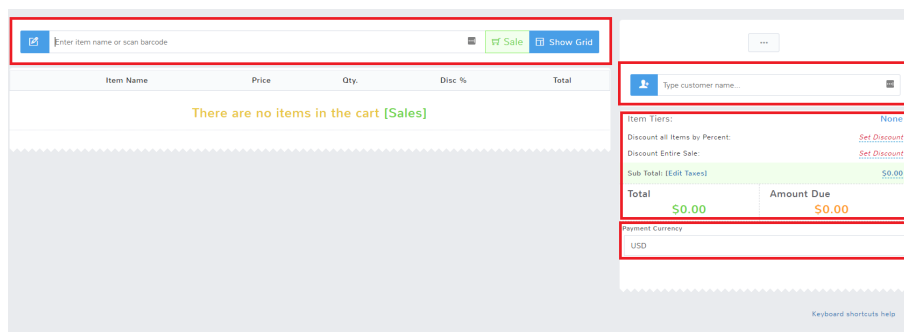 Enter item name or scan barcode
Sale
Show Grid
Item Name Price Qty. Disc % Total
There are no items in the cart [Sales]
...
Type customer name...
Item Tiers: None
Discount all Items by Percent: Set Discount
Discount Entire Sale: Set Discount
Sub Total: [Edit Taxes] $0.00
Total Amount Due
$0.00 $0.00
Payment Currency
USD
Keyboard shortcuts help